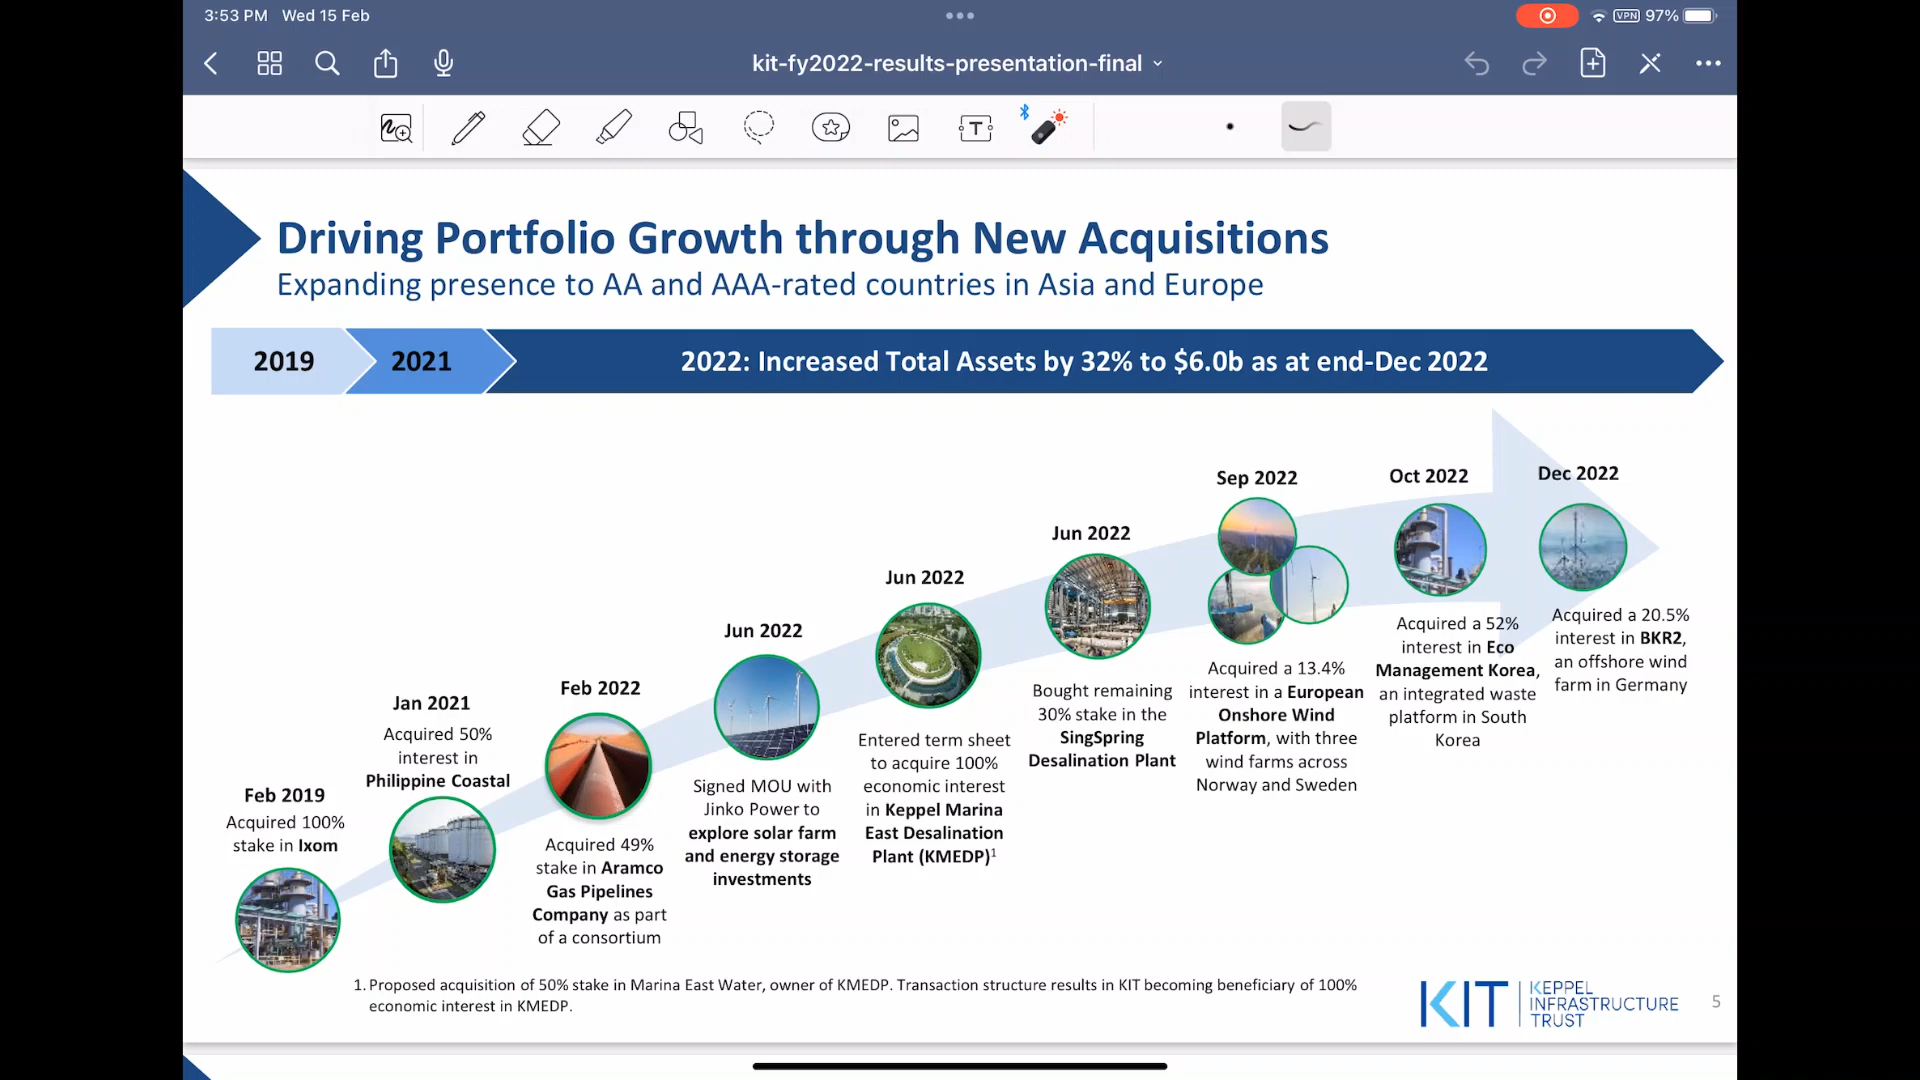 3:53 PM Wed 15 Feb
VPN 97%
kit-fy2022-results-presentation-final
T
Driving Portfolio Growth through New Acquisitions
Expanding presence to AA and AAA-rated countries in Asia and Europe
2019
2021
2022: Increased Total Assets by 32% to $6.0b as at end-Dec 2022
Feb 2019
Acquired 100%
stake in Ixom
Jan 2021
Acquired 50%
interest in
Philippine Coastal
Feb 2022
Acquired 49%
stake in Aramco
Gas Pipelines
Company as part
of a consortium
Jun 2022
Signed MOU with
Jinko Power to
explore solar farm
and energy storage
investments
Jun 2022
Entered term sheet
to acquire 100%
economic interest
in Keppel Marina
East Desalination
Plant (KMEDP)1
Jun 2022
Bought remaining
30% stake in the
SingSpring
Desalination Plant
Sep 2022
Acquired a 13.4%
interest in a European
Onshore Wind
Platform, with three
wind farms across
Norway and Sweden
Oct 2022
Acquired a 52%
interest in Eco
Management Korea,
an integrated waste
platform in South
Korea
Dec 2022
Acquired a 20.5%
interest in BKR2,
an offshore wind
farm in Germany
1. Proposed acquisition of 50% stake in Marina East Water, owner of KMEDP. Transaction structure results in KIT becoming beneficiary of 100%
economic interest in KMEDP.
KIT
KEPPEL
INFRASTRUCTURE
TRUST
5